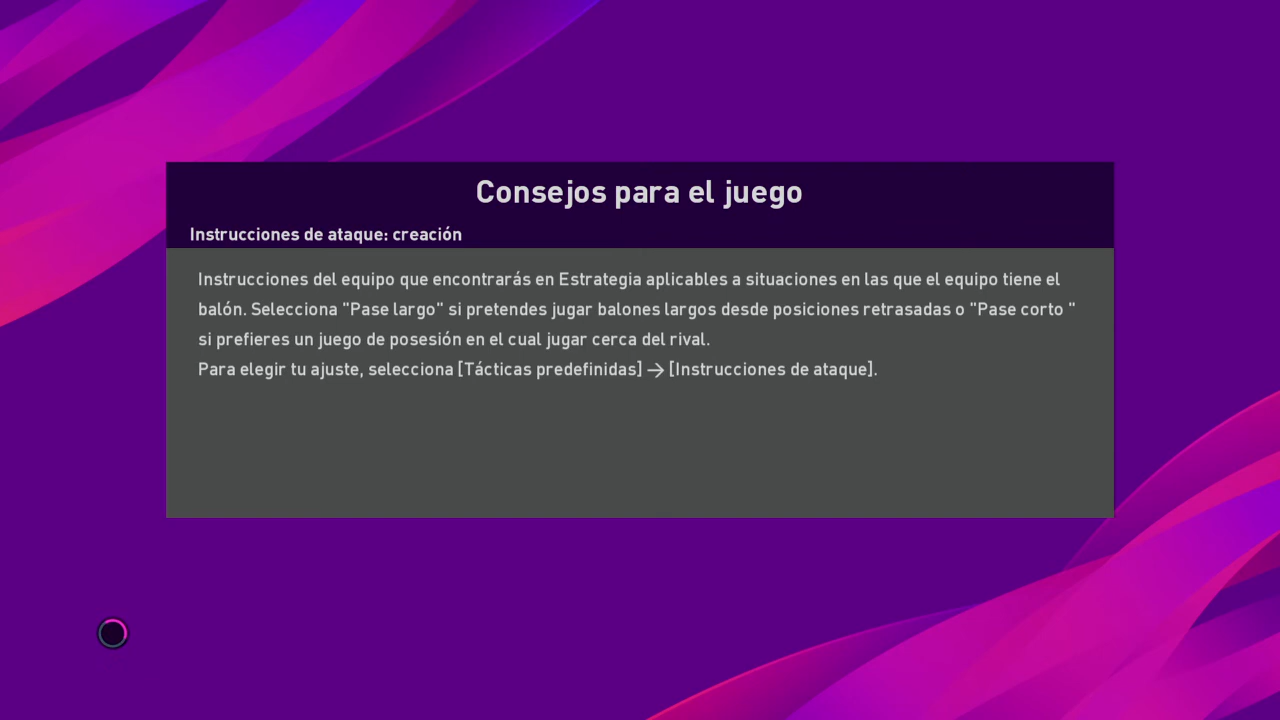 Consejos para el juego
Instrucciones de ataque: creación
Instrucciones del equipo que encontrarás en Estrategia aplicables a situaciones en las que el equipo tiene el
balón. Selecciona "Pase largo" si pretendes jugar balones largos desde posiciones retrasadas o "Pase corto "
si prefieres un juego de posesión en el cual jugar cerca del rival.
Para elegir tu ajuste, selecciona [Tácticas predefinidas] → [Instrucciones de ataque].